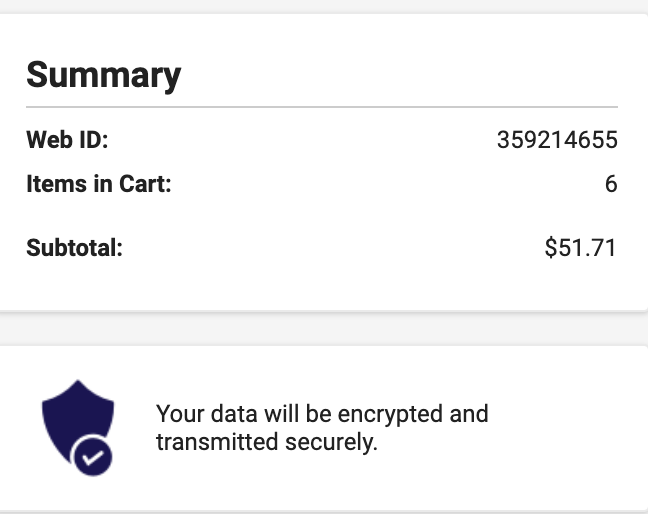 Summary
Web ID: 359214655
Items in Cart: 6
Subtotal: $51.71
Your data will be encrypted and
transmitted securely.